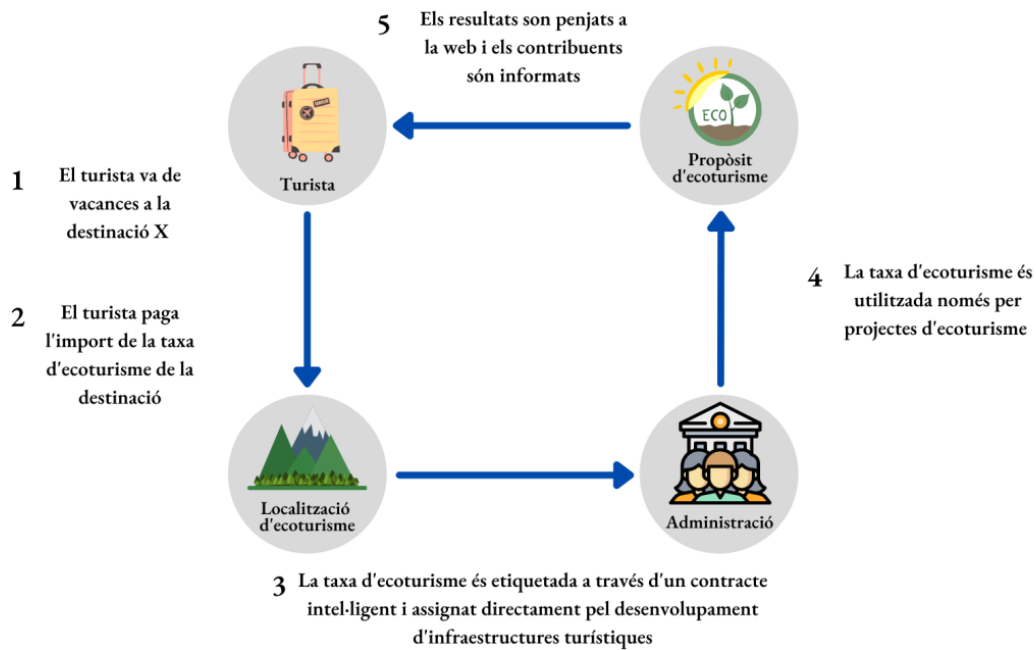 5 Els resultats son penjats a
la web i els contribuents
són informats
ECO
Propòsit
d'ecoturisme
Turista
1 El turista va de
vacances a la
destinació X
4 La taxa d'ecoturisme és
utilitzada només per
projectes d'ecoturisme
2 El turista paga
l'import de la taxa
d'ecoturisme de la
destinació
Localització
d'ecoturisme
Administració
3 La taxa d'ecoturisme és etiquetada a través d'un contracte
intel·ligent i assignat directament pel desenvolupament
d'infraestructures turístiques